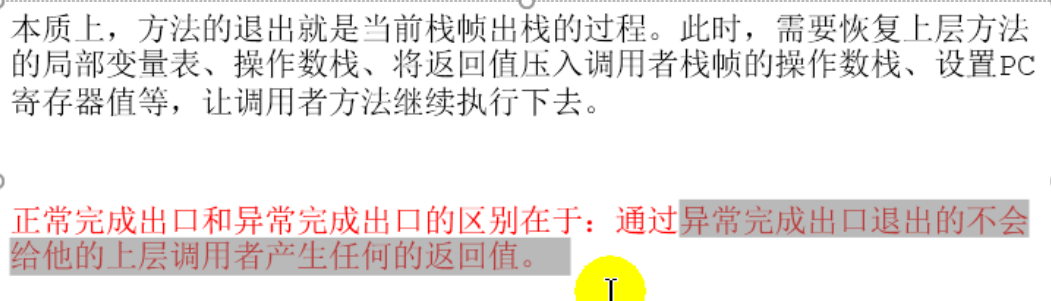 本质上，方法的退出就是当前栈帧出栈的过程。此时，需要恢复上层方法
的局部变量表、操作数栈、将返回值压入调用者栈帧的操作数栈、设置PC
寄存器值等，让调用者方法继续执行下去。
正常完成出口和异常完成出口的区别在于：通过异常完成出口退出的不会
给他的上层调用者产生任何的返回值。